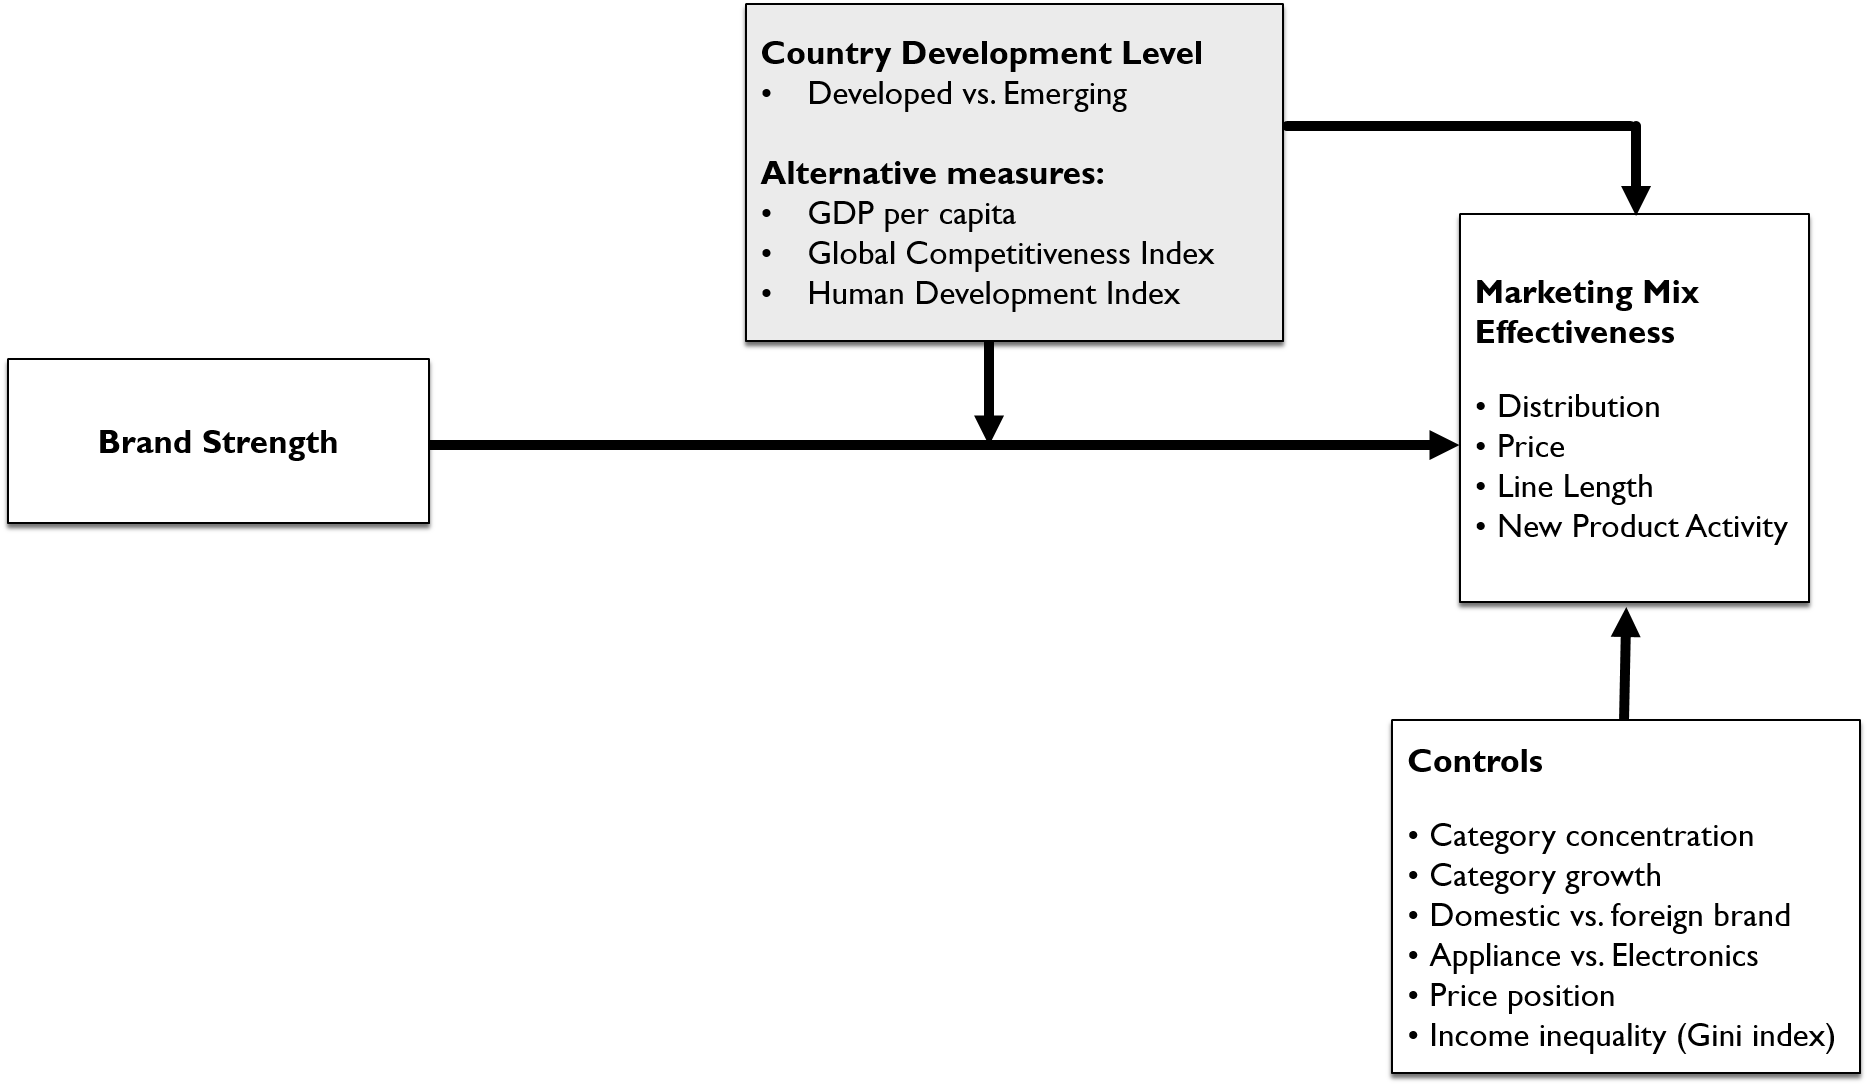 Country Development Level
• Developed vs. Emerging
Alternative measures:
• GDP per capita
• Global Competitiveness Index
• Human Development Index
Brand Strength
Marketing Mix
Effectiveness
• Distribution
• Price
• Line Length
• New Product Activity
Controls
• Category concentration
• Category growth
• Domestic vs. foreign brand
• Appliance vs. Electronics
• Price position
• Income inequality (Gini index)